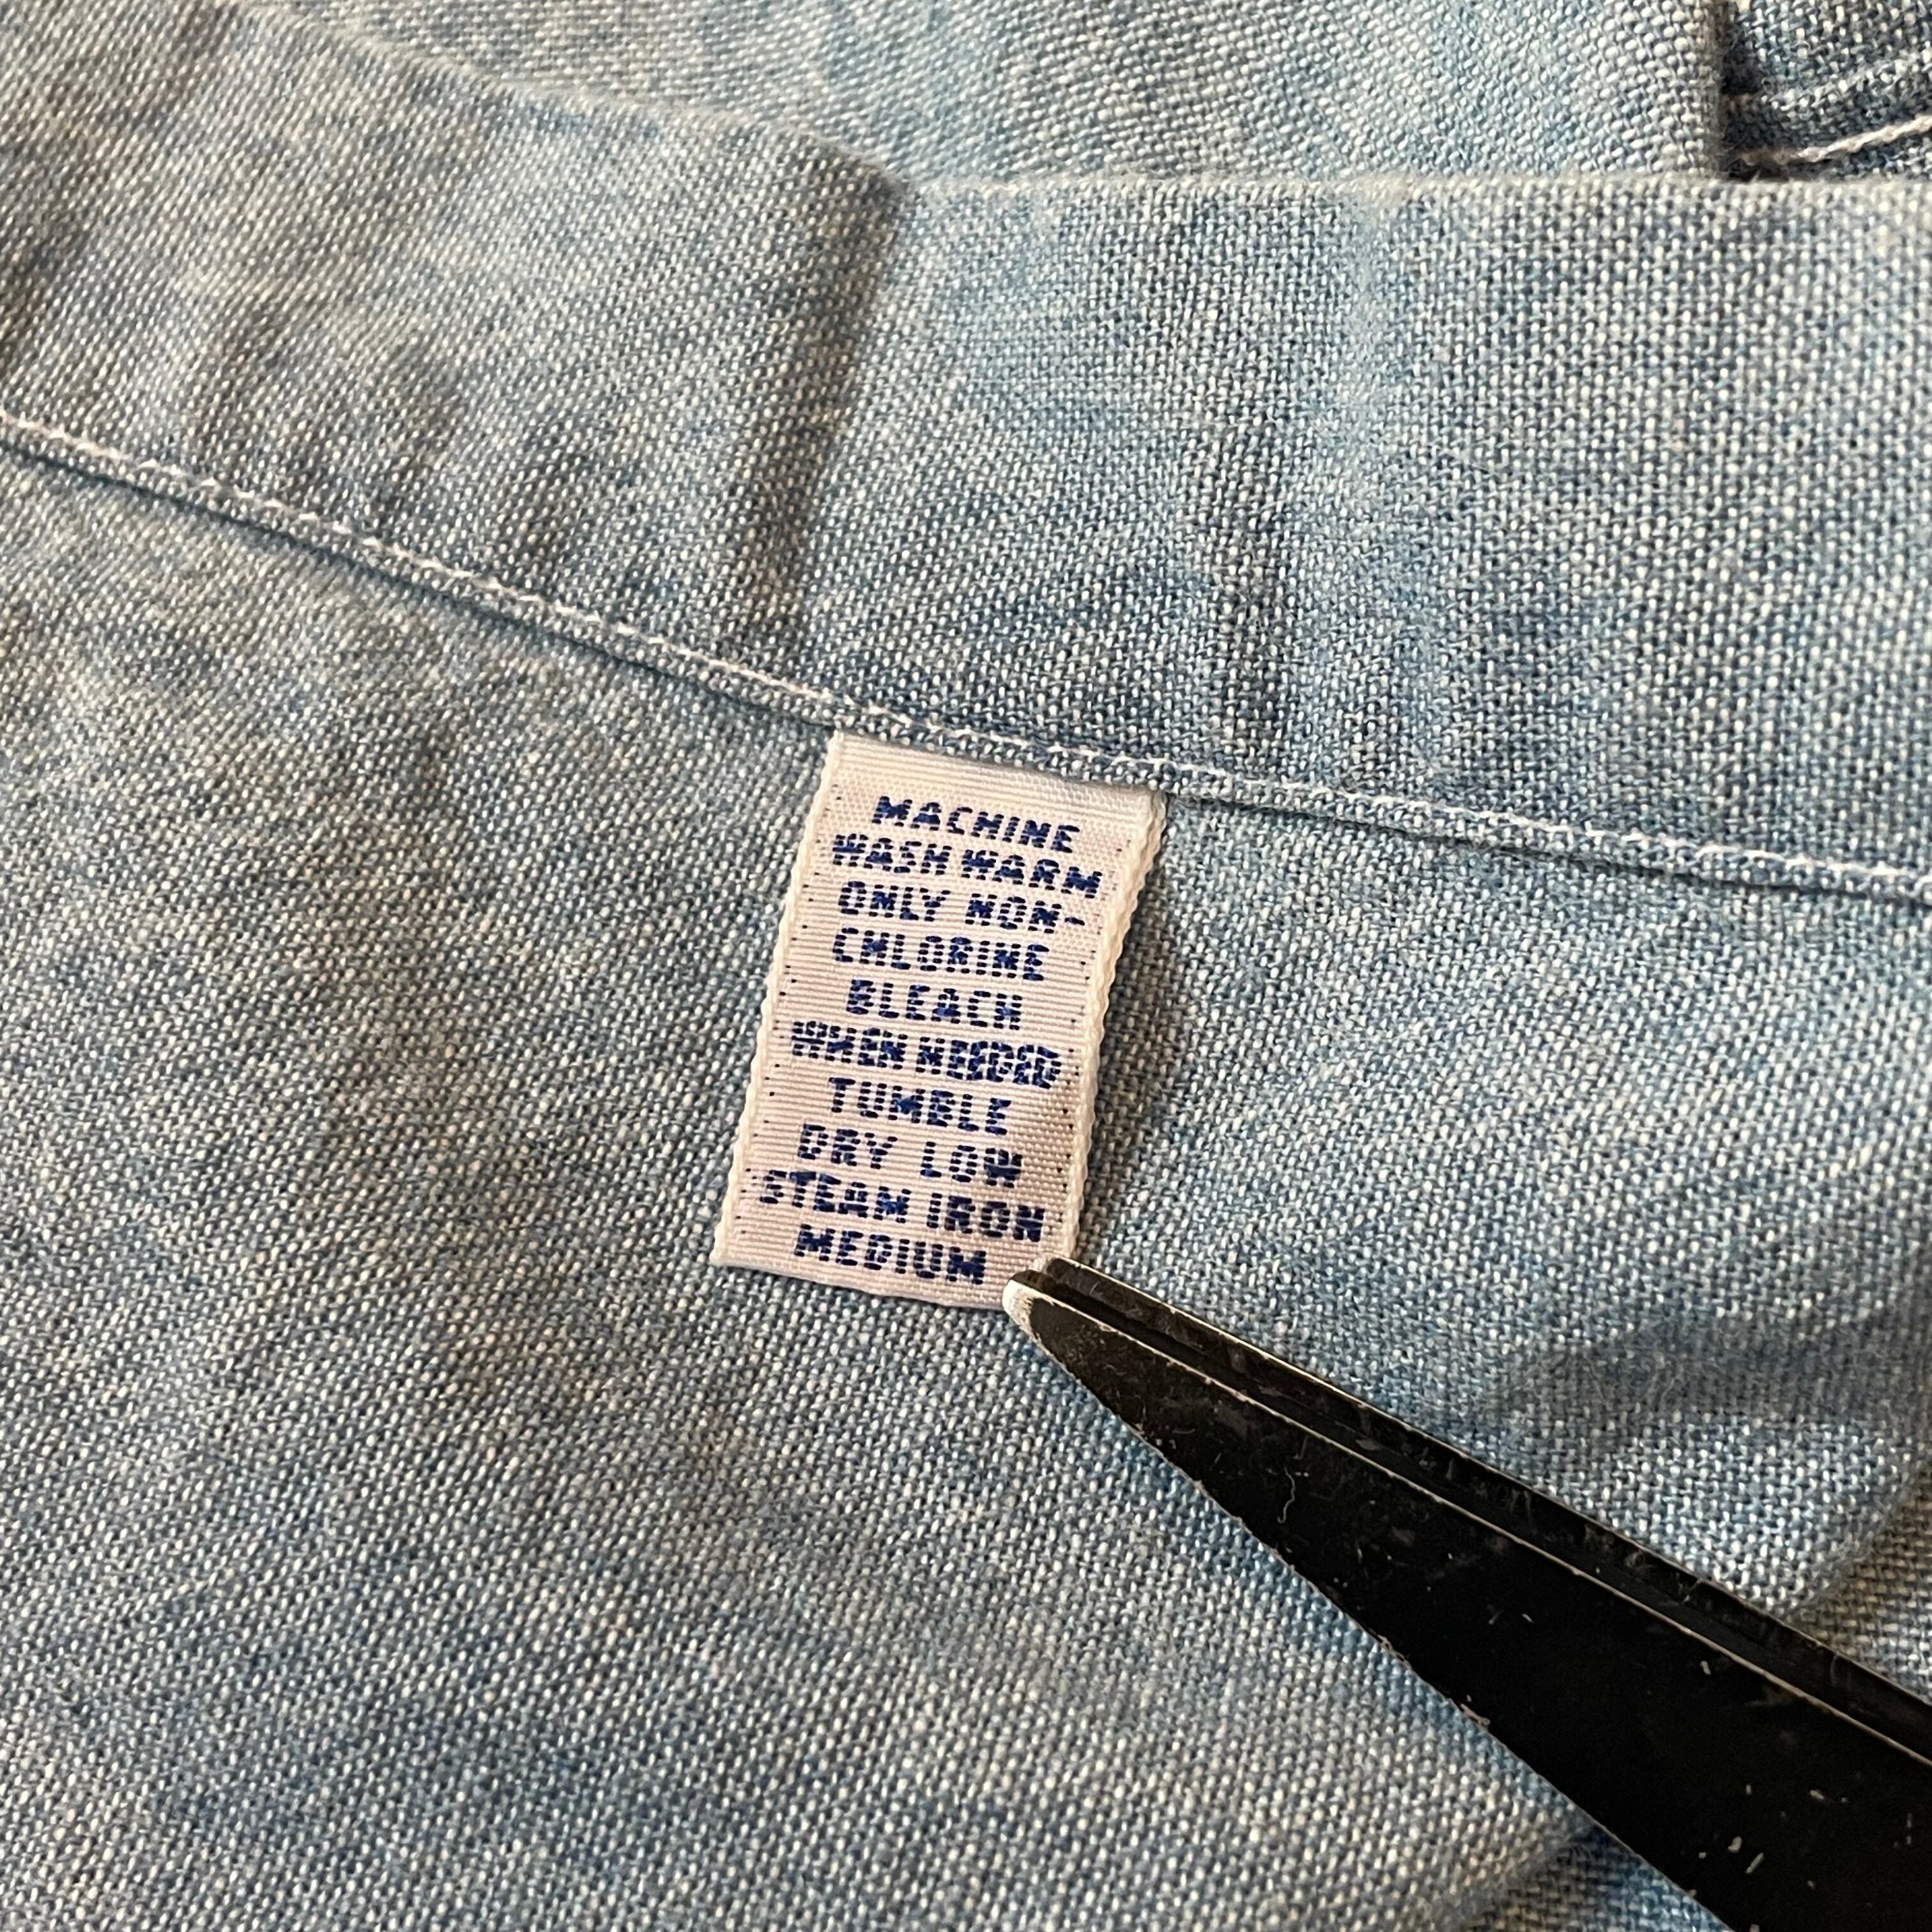 MACHINE
WASH WARM
ONLY NON-
CHLORINE
BLEACH
WHEN NEEDED
TUMBLE
DRY LOW
STEAM IRON
MEDIUM